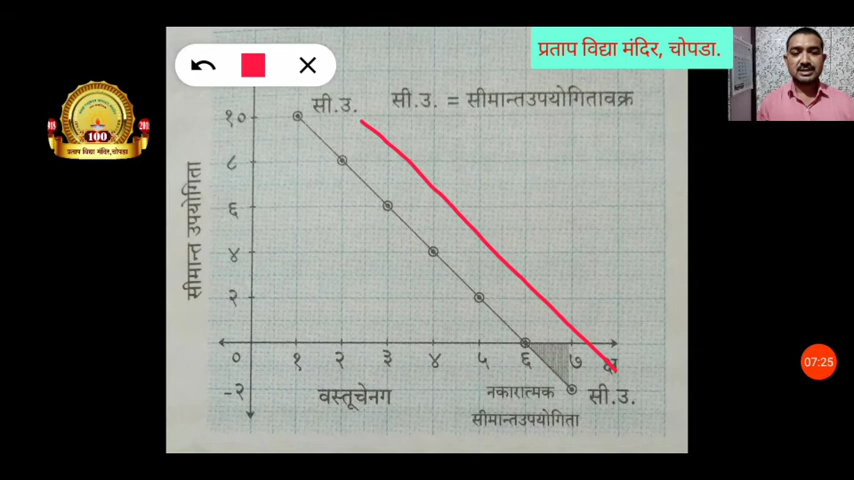 प्रताप विद्या मंदिर, चोपडा.
सी.उ.
सी.उ. = सीमान्तउपयोगितावक्र
सीमान्त उपयोगिता
१०
८
६
४
२
० १ २ ३ ४ ५ ६ ७ क्ष
-२
वस्तूचेनग
नकारात्मक
सीमान्तउपयोगिता
सी.उ.
100
प्रताप विद्या मंदिर,चोपडा
07:25